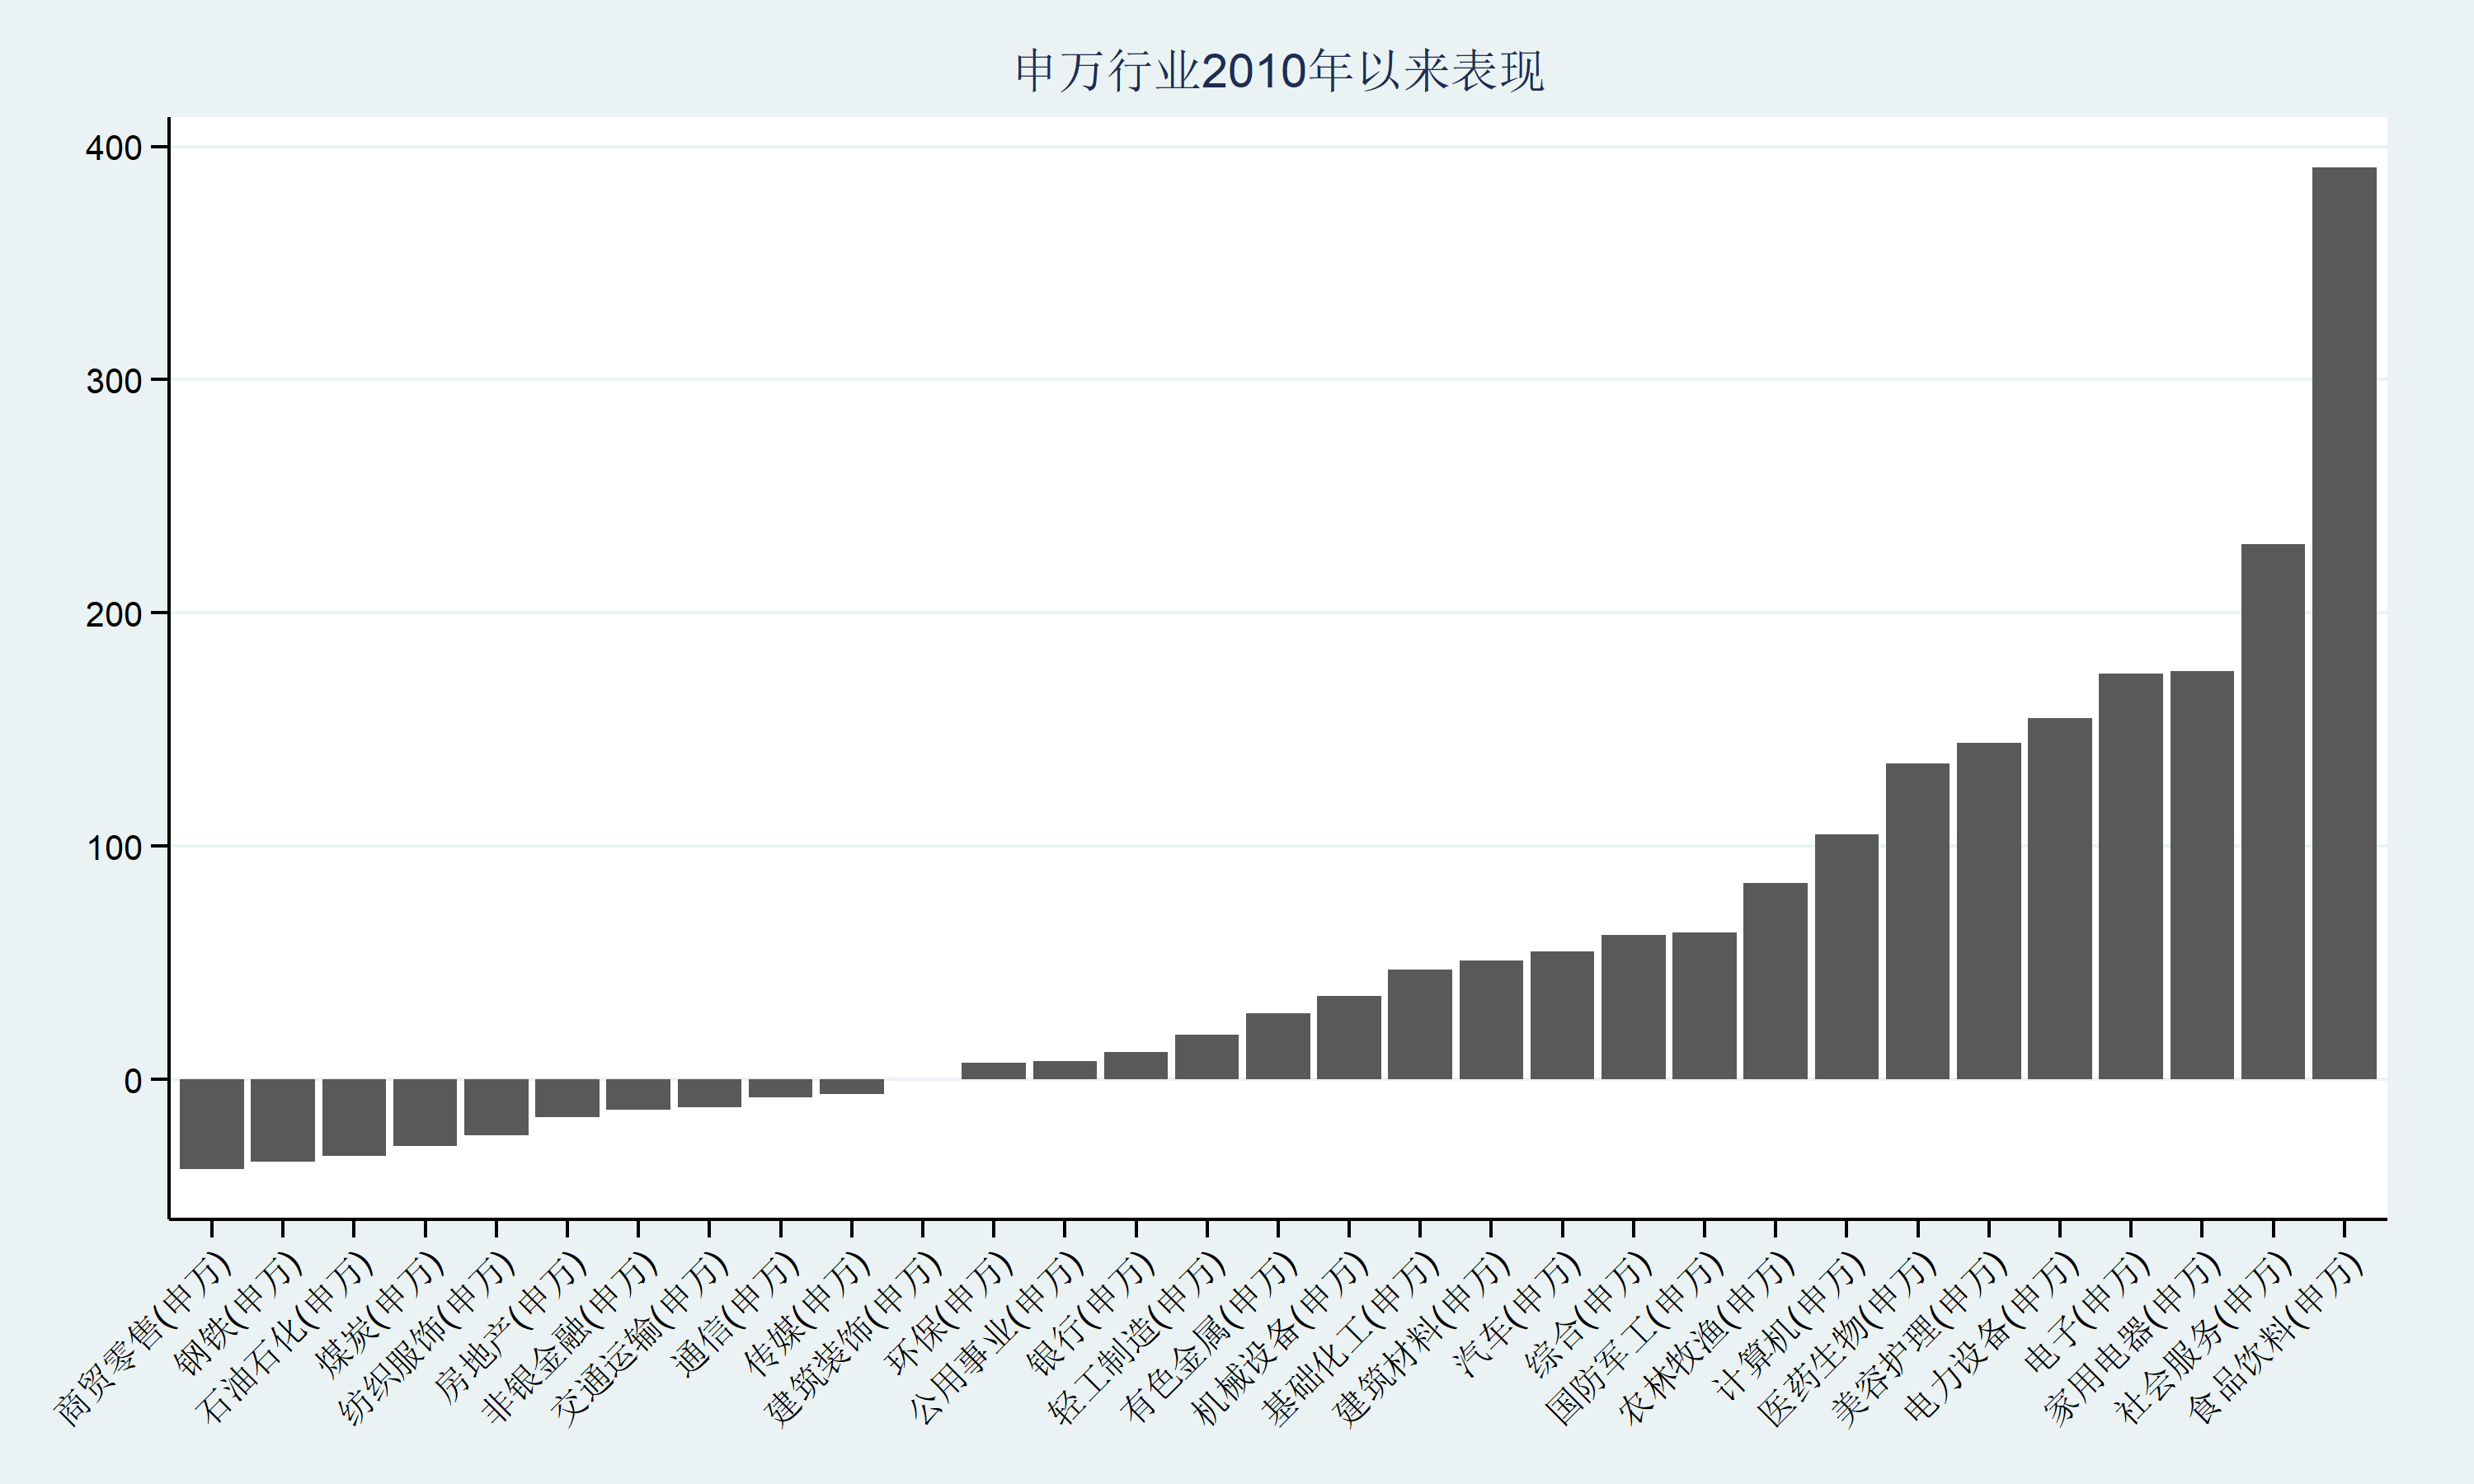 申万行业2010年以来表现
400
300
200
100
0
商贸零售(申万)
钢铁(申万)
石油石化(申万)
煤炭(申万)
纺织服饰(申万)
房地产(申万)
非银金融(申万)
交通运输(申万)
通信(申万)
传媒(申万)
建筑装饰(申万)
环保(申万)
公用事业(申万)
银行(申万)
轻工制造(申万)
有色金属(申万)
机械设备(申万)
基础化工(申万)
建筑材料(申万)
汽车(申万)
综合(申万)
国防军工(申万)
农林牧渔(申万)
计算机(申万)
医药生物(申万)
美容护理(申万)
电力设备(申万)
电子(申万)
家用电器(申万)
社会服务(申万)
食品饮料(申万)